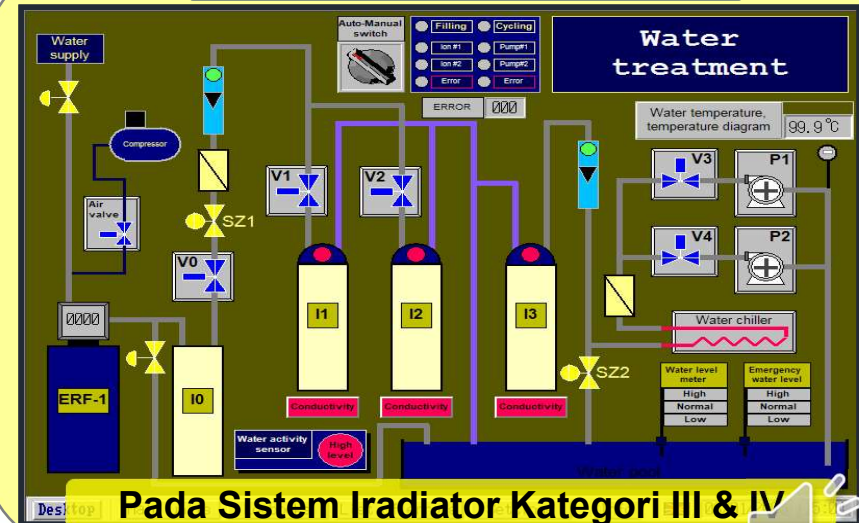 Water
supply
Auto-Manual
switch
Filling
Cycling
Ion #1
Pump#1
Ion #2
Pump#2
Error
Error
ERROR
000
Water
treatment
Water temperature,
temperature diagram
99.9°C
Compressor
Air
valve
V1
V2
V3
P1
V4
P2
SZ1
V0
0000
I1
I2
I3
Water chiller
ERF-1
I0
SZ2
Conductivity
Conductivity
Conductivity
Water level
meter
High
Normal
Low
Emergency
water level
High
Normal
Low
Water activity
sensor
High
level
Water pool
Desktop
Pada Sistem Iradiator Kategori III & IV